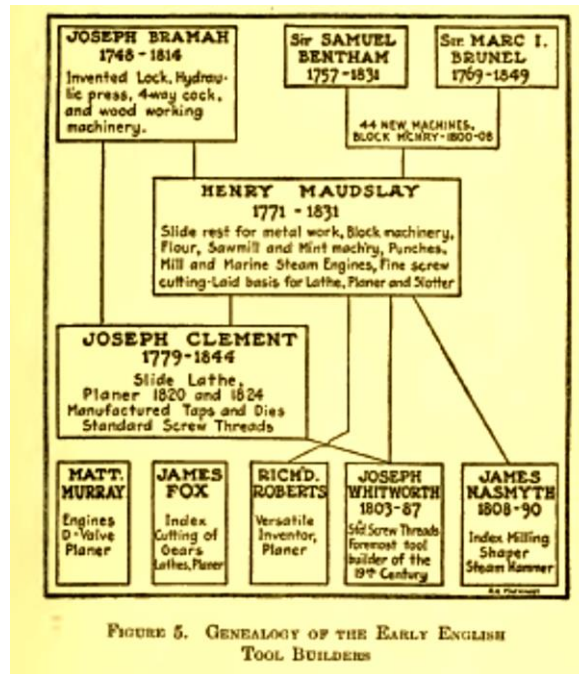 JOSEPH BRAMAH
1748-1814
Invented Lock, Hydrau-
lic press, 4-way cock,
and wood working
machinery.
Sir SAMUEL
BENTHAM
1757-1831
Sir MARC I.
BRUNEL
1769-1849
44 NEW MACHINES,
BLOCK MCHRY-1800-08
HENRY MAUDSLAY
1771-1831
Slide rest for metal work, Block machinery,
Flour, Sawmill and Mint mach'ry, Punches,
Mill and Marine Steam Engines, Fine screw
cutting-Laid basis for Lathe, Planer and Slotter
JOSEPH CLEMENT
1779-1844
Slide Lathe,
Planer 1820 and 1824
Manufactured Taps and Dies
Standard Screw Threads
MATT.
MURRAY
Engines
D-Valve
Planer
JAMES
FOX
Index
Cutting of
Gears
Lathes, Planer
RICH'D.
ROBERTS
Versatile
Inventor,
Planer
JOSEPH
WHITWORTH
1803-87
Std Screw Threads
Foremost tool
builder of the
19th Century
JAMES
NASMYTH
1808-90
Index Milling
Shaper
Steam Hammer
FIGURE 5. GENEALOGY OF THE EARLY ENGLISH
TOOL BUILDERS